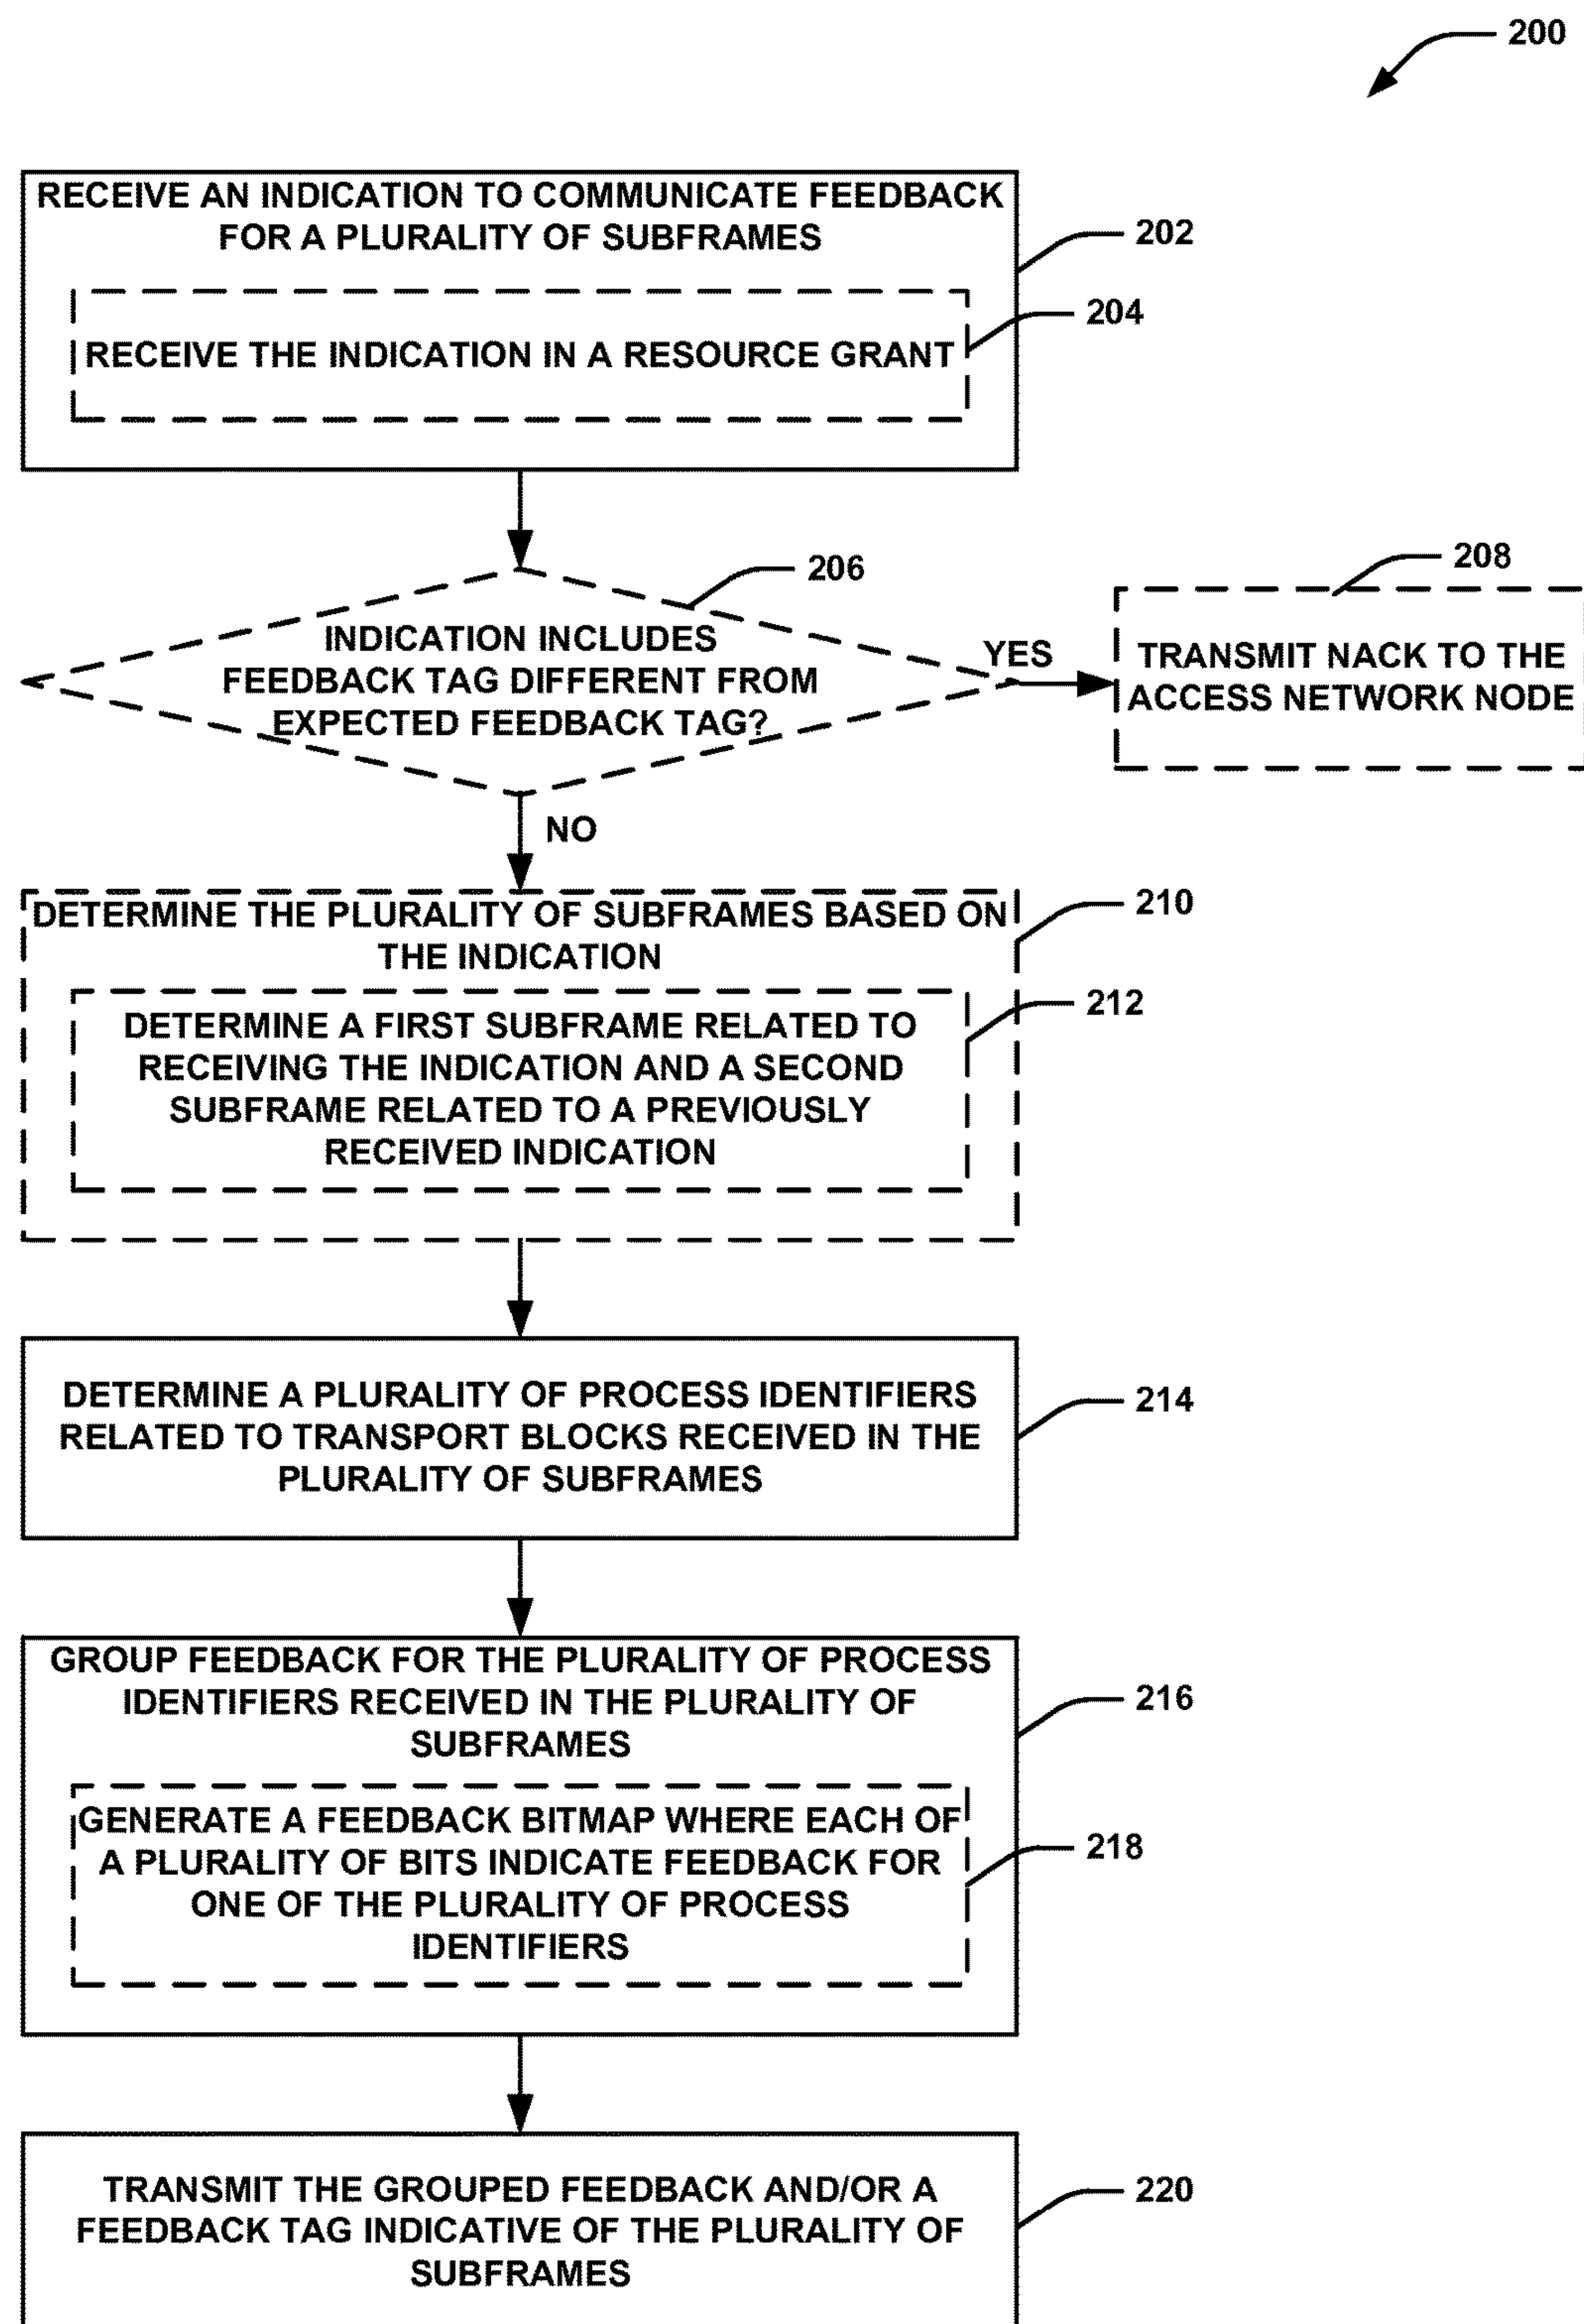 200
RECEIVE AN INDICATION TO COMMUNICATE FEEDBACK
FOR A PLURALITY OF SUBFRAMES
202
RECEIVE THE INDICATION IN A RESOURCE GRANT
204
206
INDICATION INCLUDES
FEEDBACK TAG DIFFERENT FROM
EXPECTED FEEDBACK TAG?
YES
208
TRANSMIT NACK TO THE
ACCESS NETWORK NODE
NO
DETERMINE THE PLURALITY OF SUBFRAMES BASED ON
THE INDICATION
210
DETERMINE A FIRST SUBFRAME RELATED TO
RECEIVING THE INDICATION AND A SECOND
SUBFRAME RELATED TO A PREVIOUSLY
RECEIVED INDICATION
212
DETERMINE A PLURALITY OF PROCESS IDENTIFIERS
RELATED TO TRANSPORT BLOCKS RECEIVED IN THE
PLURALITY OF SUBFRAMES
214
GROUP FEEDBACK FOR THE PLURALITY OF PROCESS
IDENTIFIERS RECEIVED IN THE PLURALITY OF
SUBFRAMES
216
GENERATE A FEEDBACK BITMAP WHERE EACH OF
A PLURALITY OF BITS INDICATE FEEDBACK FOR
ONE OF THE PLURALITY OF PROCESS
IDENTIFIERS
218
TRANSMIT THE GROUPED FEEDBACK AND/OR A
FEEDBACK TAG INDICATIVE OF THE PLURALITY OF
SUBFRAMES
220